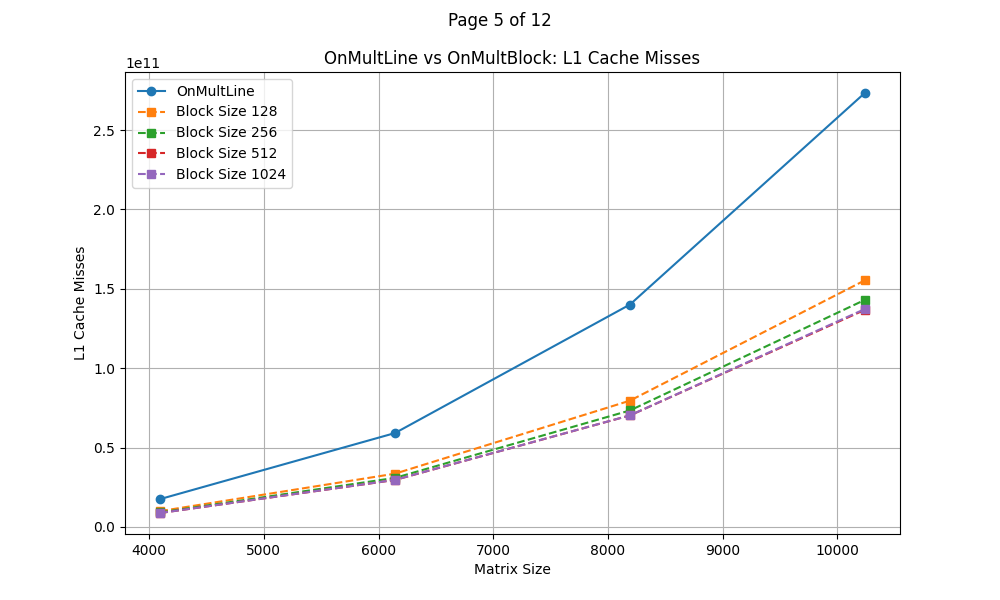 Page 5 of 12
OnMultLine vs OnMultBlock: L1 Cache Misses
1e11
OnMultLine
Block Size 128
Block Size 256
Block Size 512
Block Size 1024
2.5
2.0
1.5
1.0
0.5
0.0
L1 Cache Misses
4000 5000 6000 7000 8000 9000 10000
Matrix Size